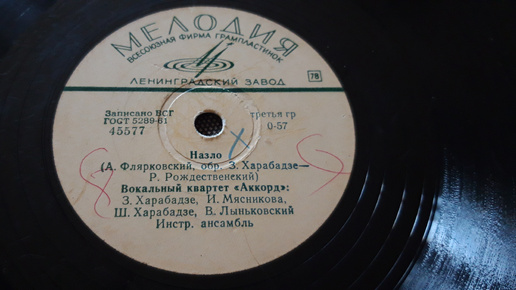 МЕЛОДИЯ
ВСЕСОЮЗНАЯ ФИРМА ГРАМПЛАСТИНОК
ЛЕНИНГРАДСКИЙ ЗАВОД
78
Записано ВСГ
ГОСТ 5289-61
45577
третья гр
0-57
Назло
(А. Флярковский, обр. З. Харабадзе—
Р. Рождественский)
Вокальный квартет «Аккорд»:
З. Харабадзе, И. Мясникова,
Ш. Харабадзе, В. Лыньковский
Инстр. ансамбль